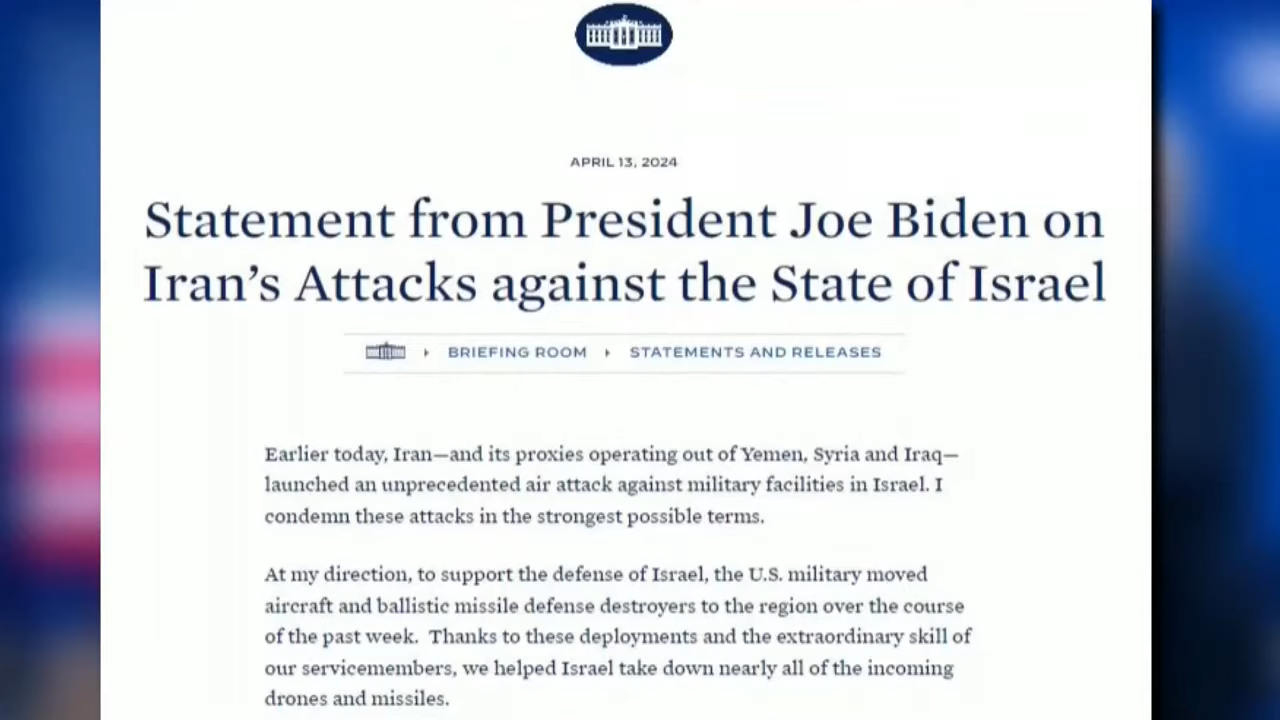 APRIL 13, 2024
Statement from President Joe Biden on
Iran’s Attacks against the State of Israel
BRIEFING ROOM STATEMENTS AND RELEASES
Earlier today, Iran—and its proxies operating out of Yemen, Syria and Iraq—
launched an unprecedented air attack against military facilities in Israel. I
condemn these attacks in the strongest possible terms.
At my direction, to support the defense of Israel, the U.S. military moved
aircraft and ballistic missile defense destroyers to the region over the course
of the past week.  Thanks to these deployments and the extraordinary skill of
our servicemembers, we helped Israel take down nearly all of the incoming
drones and missiles.